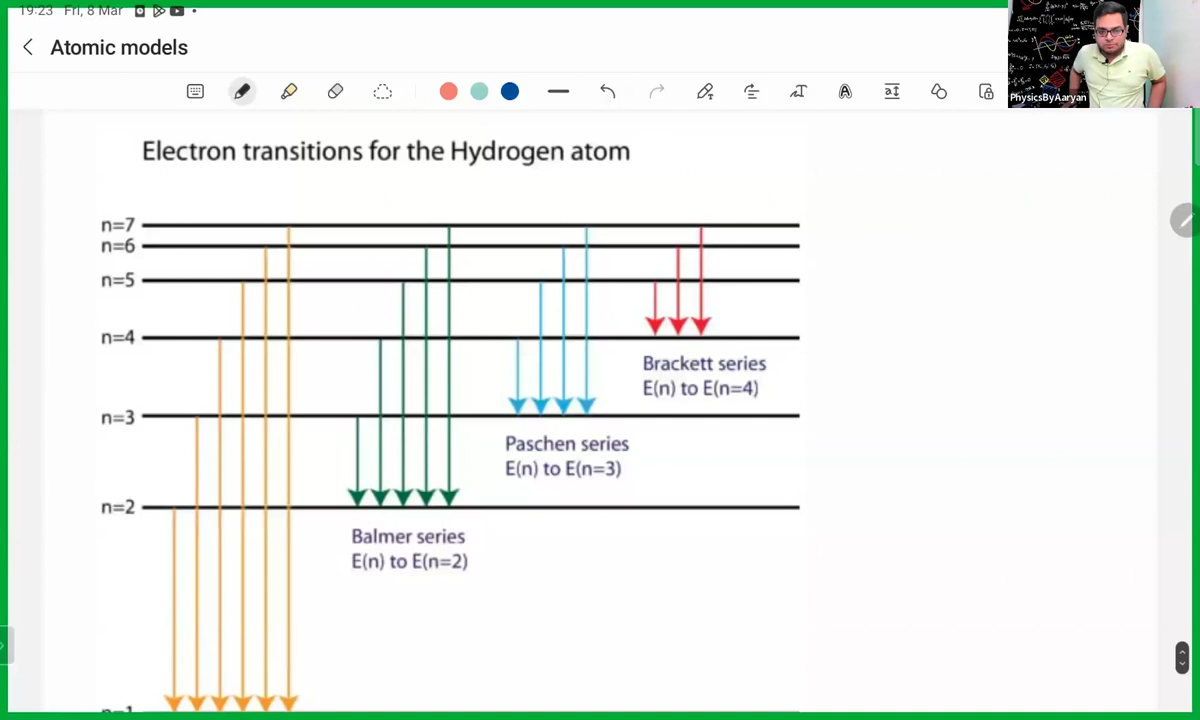 19:23 Fri, 8 Mar
Atomic models
PhysicsByAaryan
Electron transitions for the Hydrogen atom
n=7
n=6
n=5
n=4
Brackett series
E(n) to E(n=4)
n=3
Paschen series
E(n) to E(n=3)
n=2
Balmer series
E(n) to E(n=2)
n=1